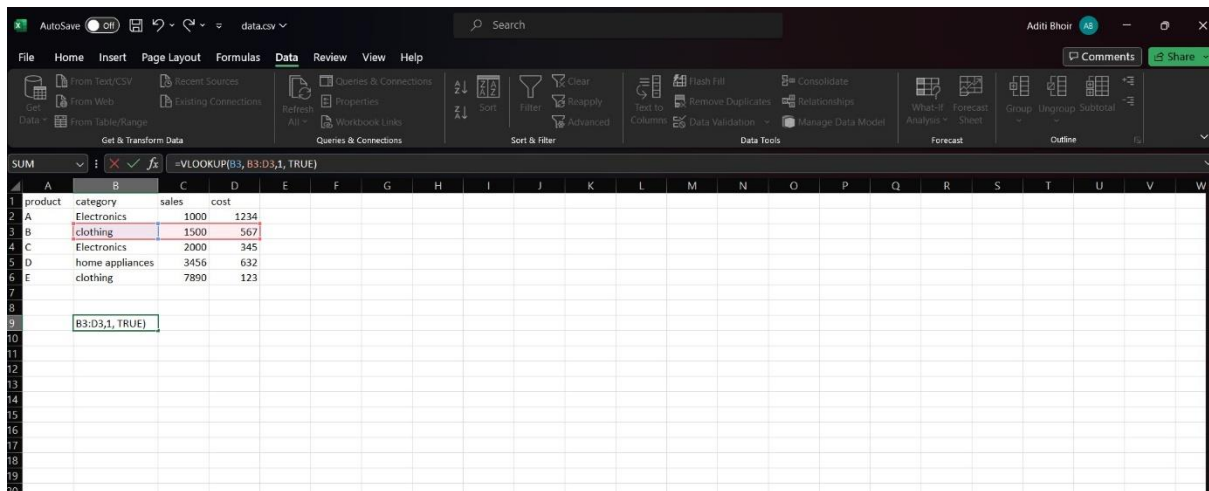 AutoSave Off data.csv Search Aditi Bhoir AB
File Home Insert Page Layout Formulas Data Review View Help Comments Share
From Text/CSV Recent Sources Queries & Connections Clear Flash Fill Consolidate
Get Data From Web Existing Connections Refresh All Properties Sort Filter Reapply Text to Columns Remove Duplicates Relationships What-If Analysis Forecast Sheet Group Ungroup Subtotal
From Table/Range Workbook Links Advanced Data Validation Manage Data Model
Get & Transform Data Queries & Connections Sort & Filter Data Tools Forecast Outline
SUM fx =VLOOKUP(B3, B3:D3,1, TRUE)
A B C D E F G H I J K L M N O P Q R S T U V W
1 product category sales cost
2 A Electronics 1000 1234
3 B clothing 1500 567
4 C Electronics 2000 345
5 D home appliances 3456 632
6 E clothing 7890 123
7
8
9 B3:D3,1, TRUE)
10
11
12
13
14
15
16
17
18
19